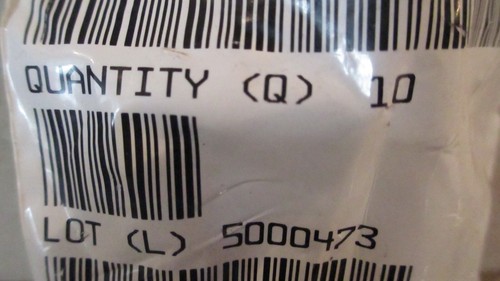 QUANTITY (Q) 10
LOT (L) 5000473